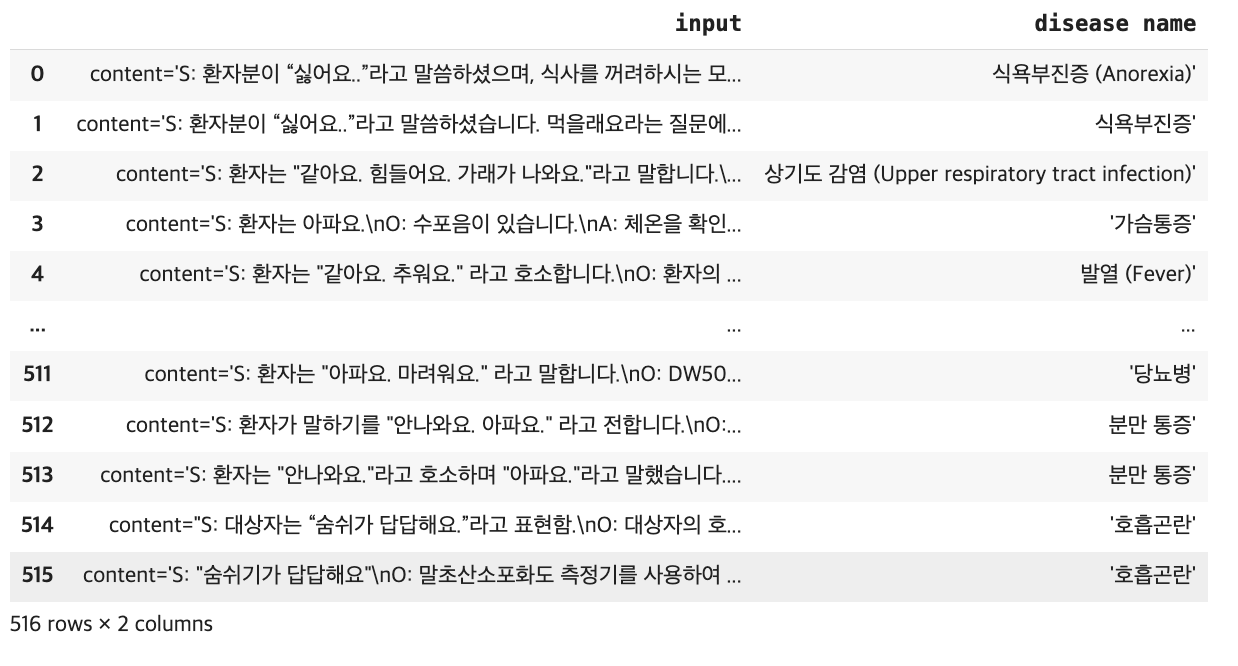 input disease name
0 content='S: 환자분이 “싫어요..”라고 말씀하셨으며, 식사를 꺼려하시는 모... 식욕부진증 (Anorexia)'
1 content='S: 환자분이 “싫어요..”라고 말씀하셨습니다. 먹을래요라는 질문에... 식욕부진증'
2 content='S: 환자는 "같아요. 힘들어요. 가래가 나와요."라고 말합니다.\... 상기도 감염 (Upper respiratory tract infection)'
3 content='S: 환자는 아파요.\nO: 수포음이 있습니다.\nA: 체온을 확인... '가슴통증'
4 content='S: 환자는 "같아요. 추워요." 라고 호소합니다.\nO: 환자의 ... 발열 (Fever)'
... ... ...
511 content='S: 환자는 "아파요. 마려워요." 라고 말합니다.\nO: DW50... '당뇨병'
512 content='S: 환자가 말하기를 "안나와요. 아파요." 라고 전합니다.\nO:... 분만 통증'
513 content='S: 환자는 "안나와요."라고 호소하며 "아파요."라고 말했습니다.... 분만 통증'
514 content="S: 대상자는 “숨쉬가 답답해요.”라고 표현함.\nO: 대상자의 호... '호흡곤란'
515 content='S: "숨쉬기가 답답해요"\nO: 말초산소포화도 측정기를 사용하여 ... '호흡곤란'
516 rows × 2 columns